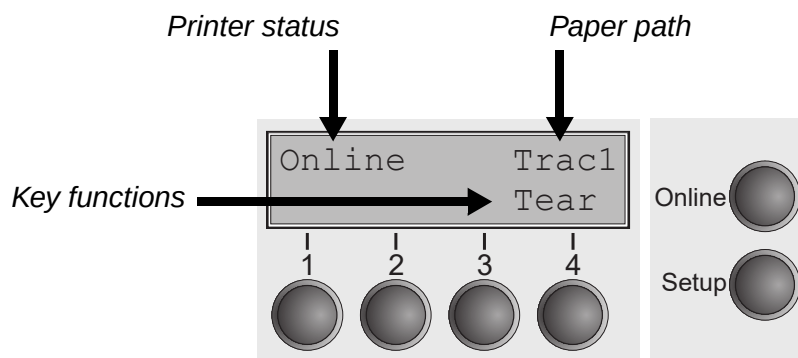 Printer status Paper path
Online Trac1
Key functions Tear
1 2 3 4
Online
Setup